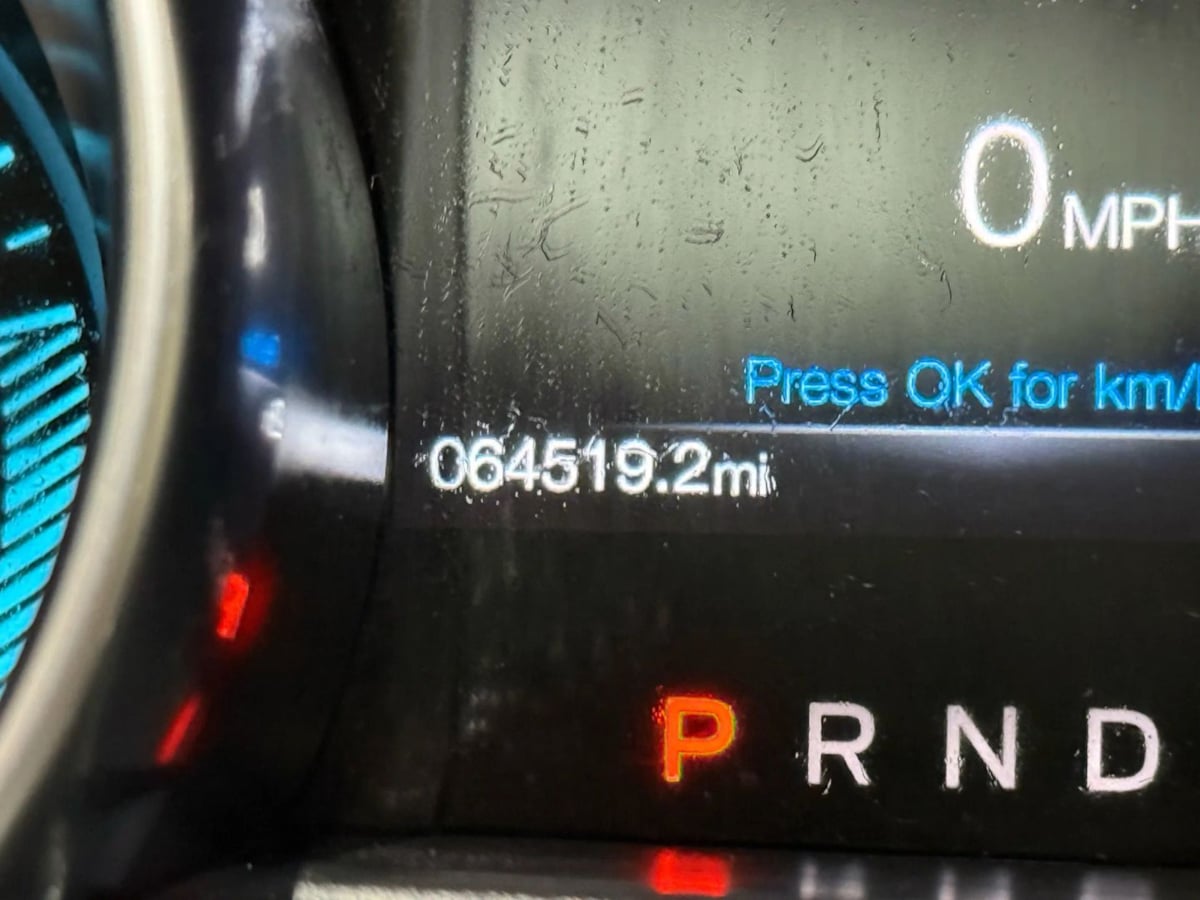 0 MPH
Press OK for km/
064519.2mi
P R N D